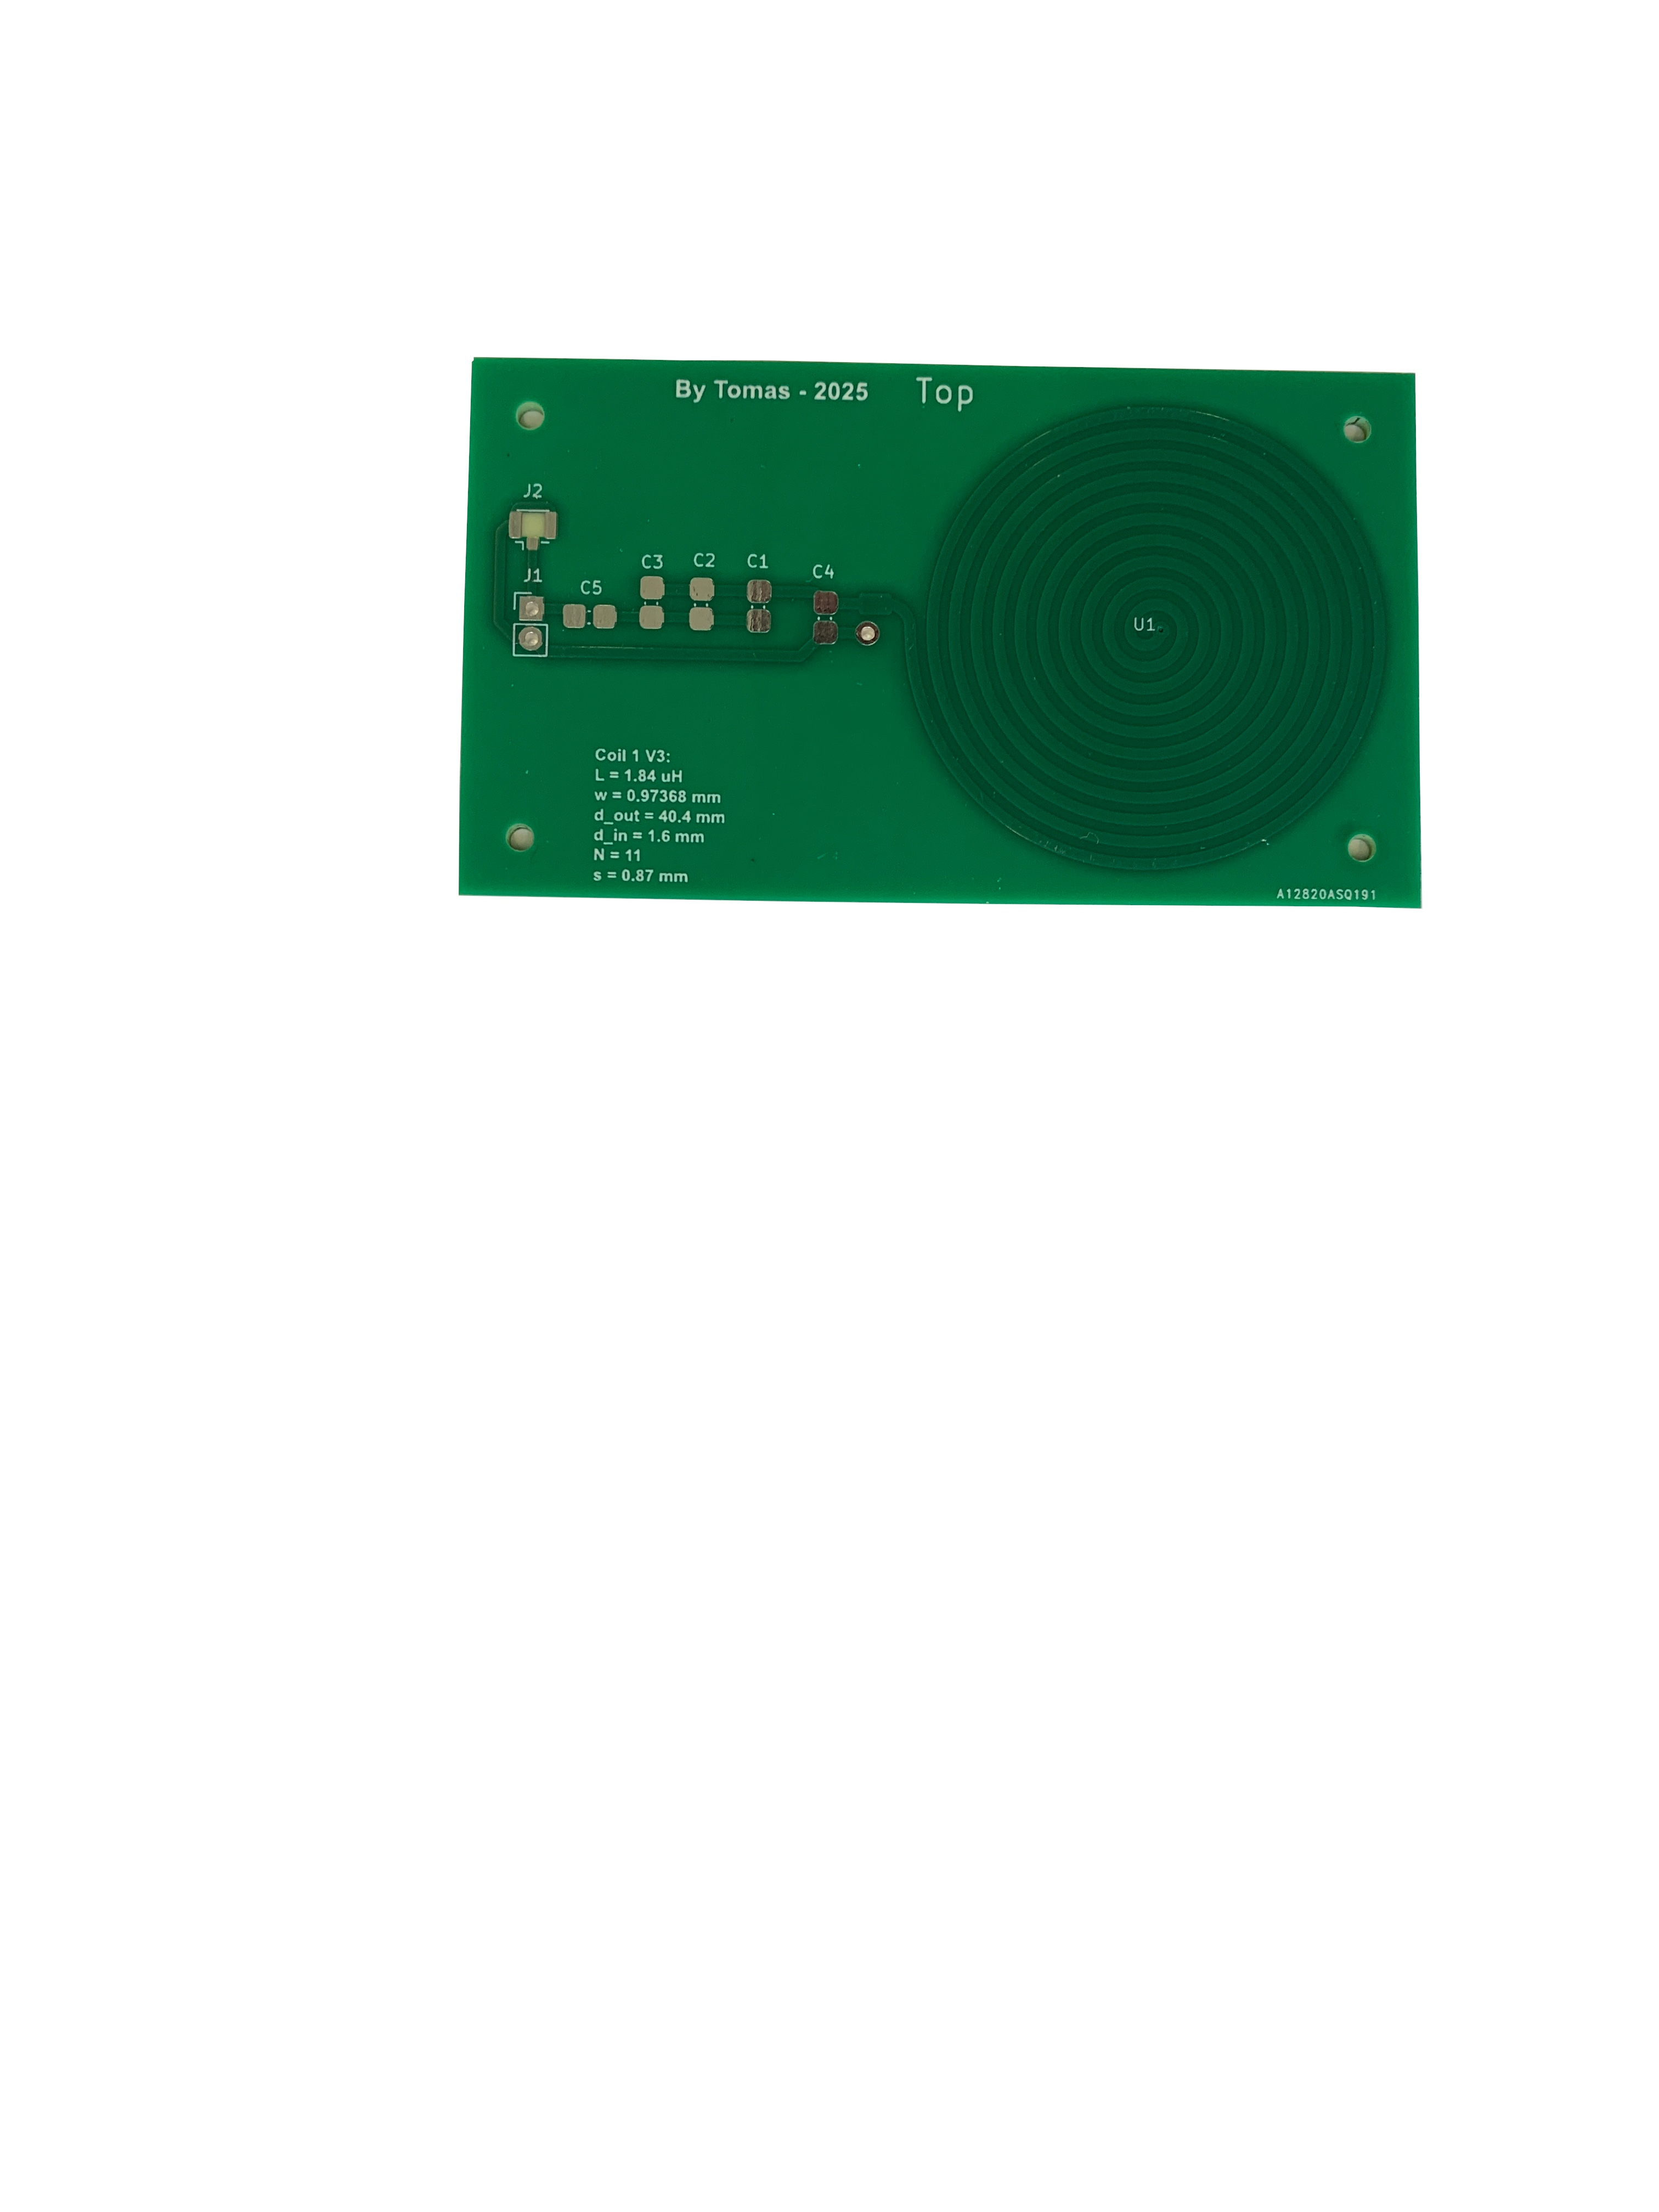 By Tomas - 2025 Top
J2
J1
C5
C3
C2
C1
C4
U1
Coil 1 V3:
L = 1.84 uH
w = 0.97368 mm
d_out = 40.4 mm
d_in = 1.6 mm
N = 11
s = 0.87 mm
A12820ASQ191